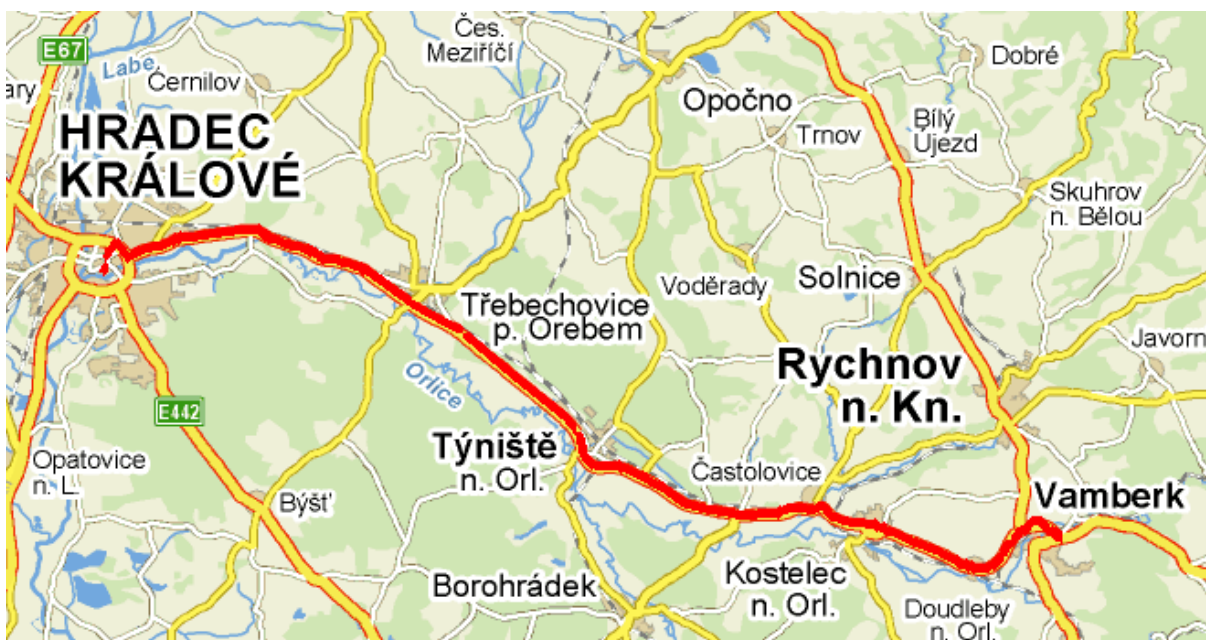 E67
Labe
Černilov
Čes.
Meziříčí
Dobré
ary
Opočno
Trnov
Bílý
Újezd
HRADEC
KRÁLOVÉ
Skuhrov
n. Bělou
Voděrady
Solnice
Třebechovice
p. Orebem
Javorn
Orlice
Rychnov
n. Kn.
E442
Týniště
n. Orl.
Opatovice
n. L.
Častolovice
Býšť
Vamberk
Borohrádek
Kostelec
n. Orl.
Doudleby
n. Orl.